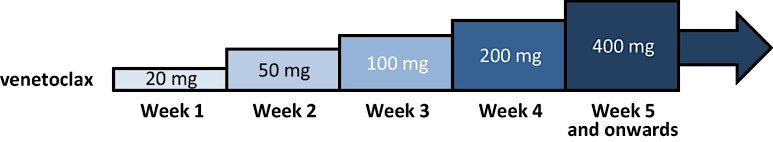 venetoclax
20 mg
50 mg
100 mg
200 mg
400 mg
Week 1
Week 2
Week 3
Week 4
Week 5
and onwards